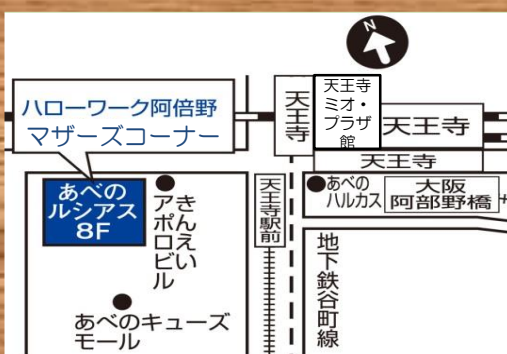 N
ハローワーク阿倍野
マザーズコーナー
天王寺
天王寺
ミオ・
プラザ
館
天王寺
天王寺
あべの
ルシアス
8F
きんえい
アポロビル
天王寺駅前
あべの
ハルカス
大阪
阿部野橋
地下鉄谷町線
あべのキューズ
モール